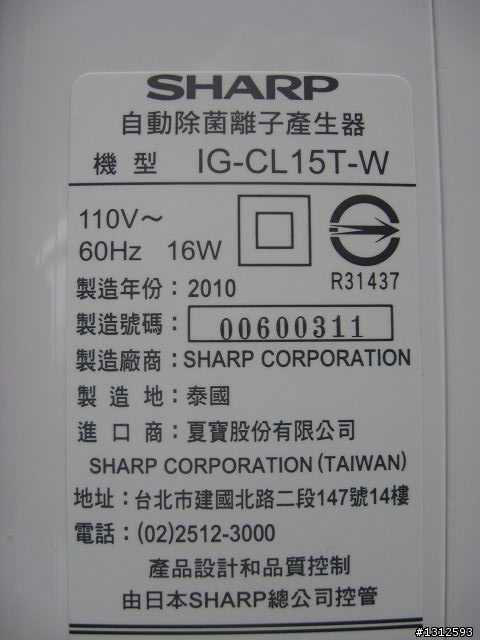 SHARP
自動除菌離子產生器
機型 IG-CL15T-W
110V～
60Hz 16W
R31437
製造年份：2010
製造號碼：00600311
製造廠商：SHARP CORPORATION
製造地：泰國
進口商：夏寶股份有限公司
SHARP CORPORATION (TAIWAN)
地址：台北市建國北路二段147號14樓
電話：(02)2512-3000
產品設計和品質控制
由日本SHARP總公司控管
#1312593